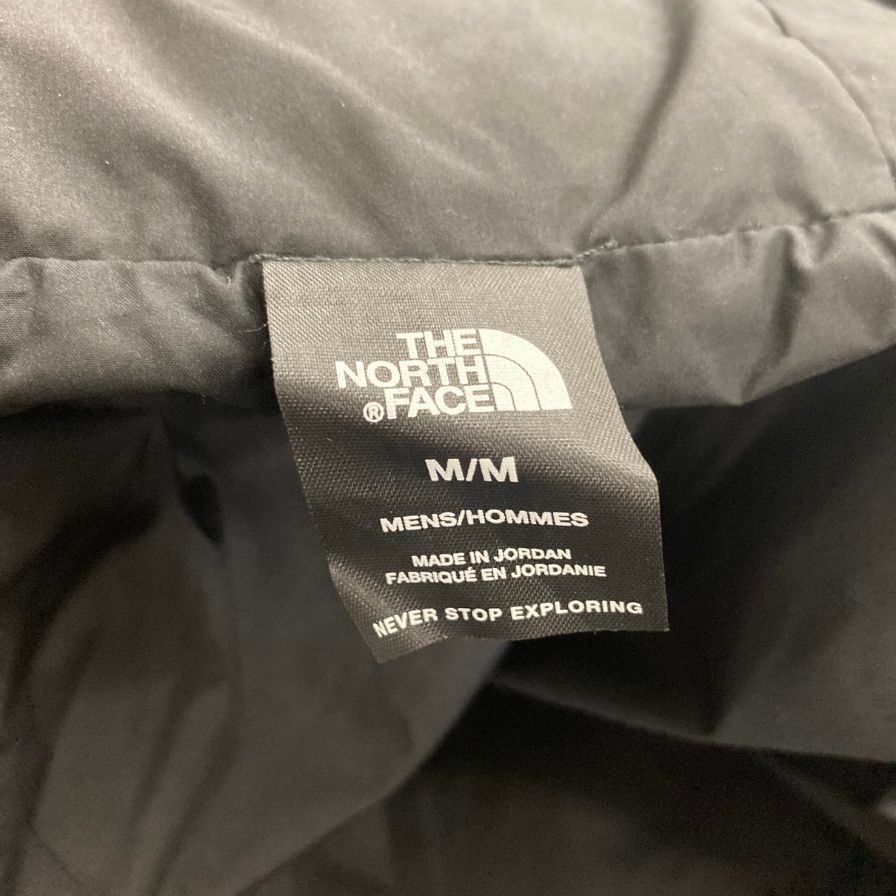 THE
NORTH
®FACE
M/M
MENS/HOMMES
MADE IN JORDAN
FABRIQUÉ EN JORDANIE
NEVER STOP EXPLORING